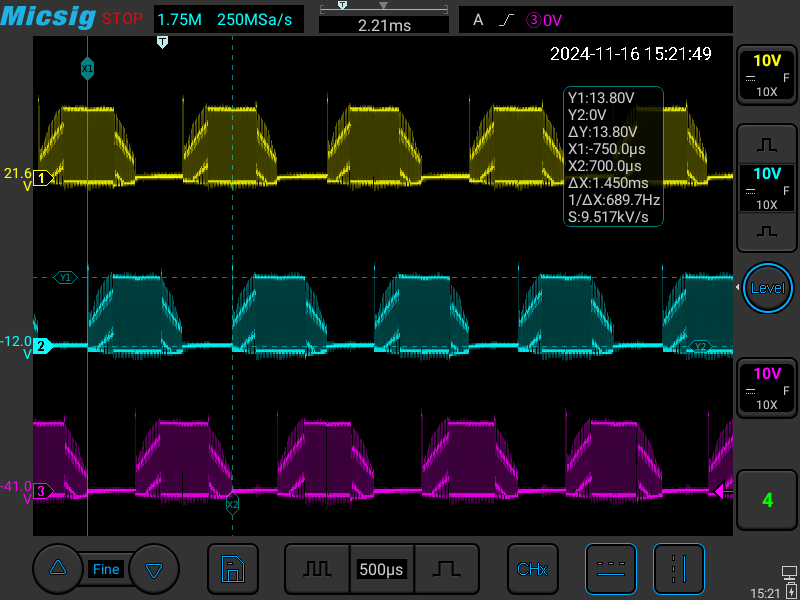 Micsig STOP 1.75M 250MSa/s T 2.21ms A ③0V
T
2024-11-16 15:21:49
X1
Y1:13.80V
Y2:0V
ΔY:13.80V
X1:-750.0μs
X2:700.0μs
ΔX:1.450ms
1/ΔX:689.7Hz
S:9.517kV/s
10V
F
10X
21.6
V
1
10V
F
10X
Y1
Level
-12.0
V
2
Y2
10V
F
10X
-41.0
V
3
X2
4
Fine
500μs
CHx
15:21